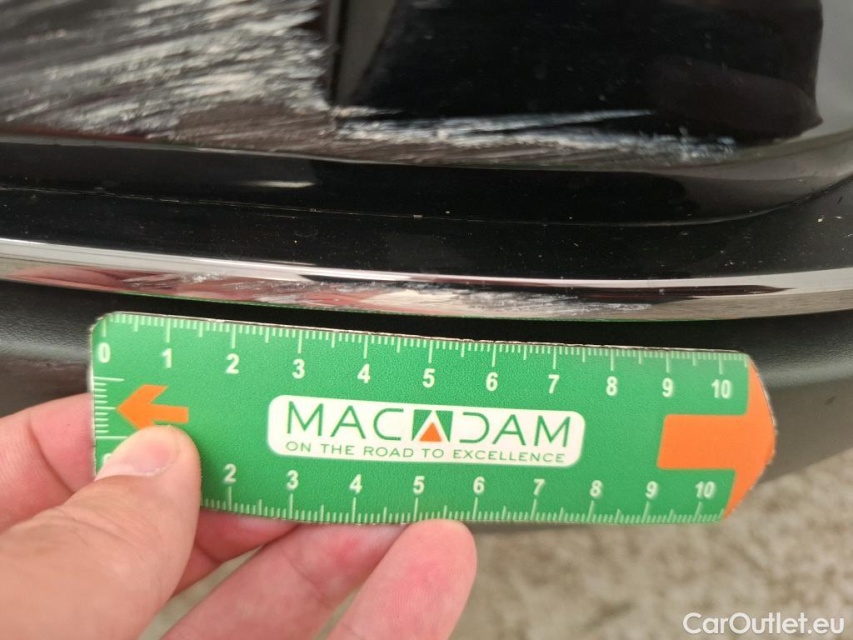 0 1 2 3 4 5 6 7 8 9 10
MACADAM
ON THE ROAD TO EXCELLENCE
2 3 4 5 6 7 8 9 10
CarOutlet.eu